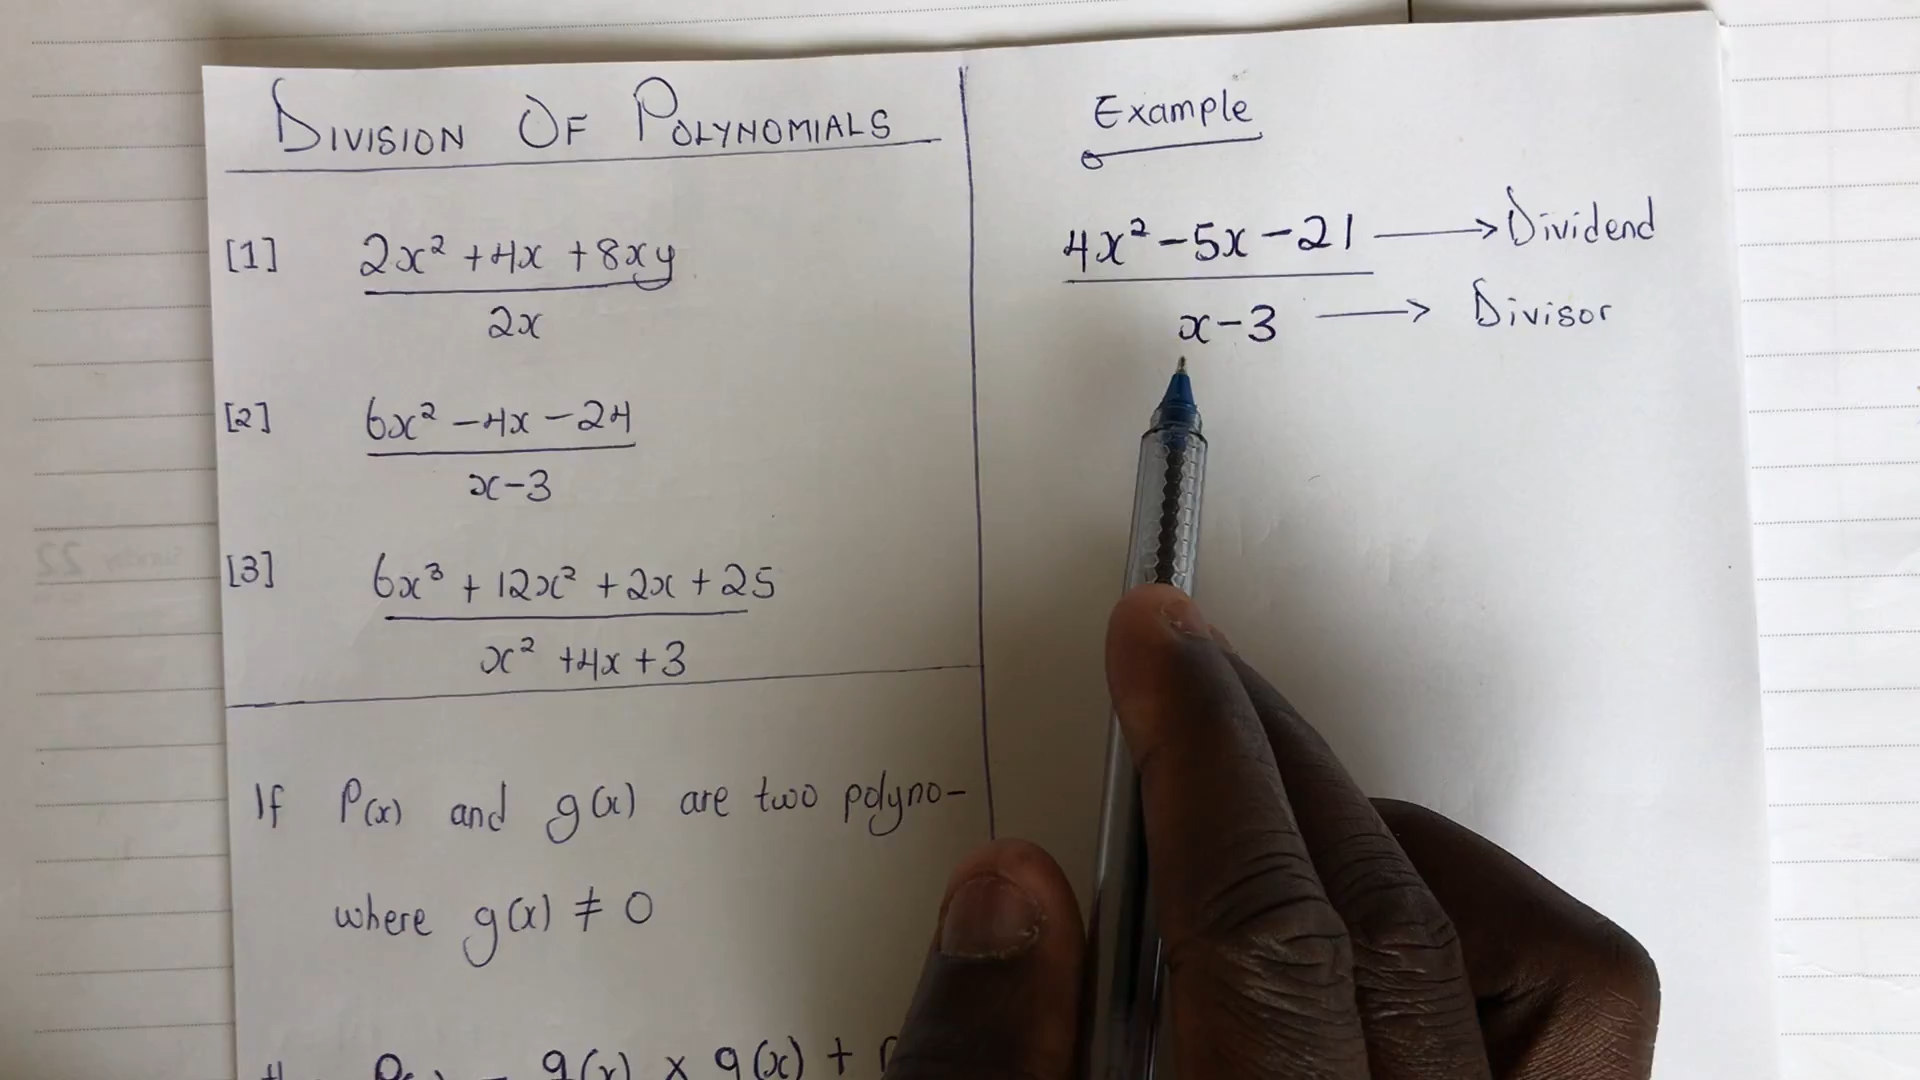 DIVISION OF POLYNOMIALS
[1] 2x² + 4x + 8xy
2x
[2] 6x² - 4x - 24
x - 3
[3] 6x³ + 12x² + 2x + 25
x² + 4x + 3
If P(x) and g(x) are two polyno-
where g(x) ≠ 0
g(x) × q(x) +
Example
4x² - 5x - 21 → Dividend
x - 3 → Divisor